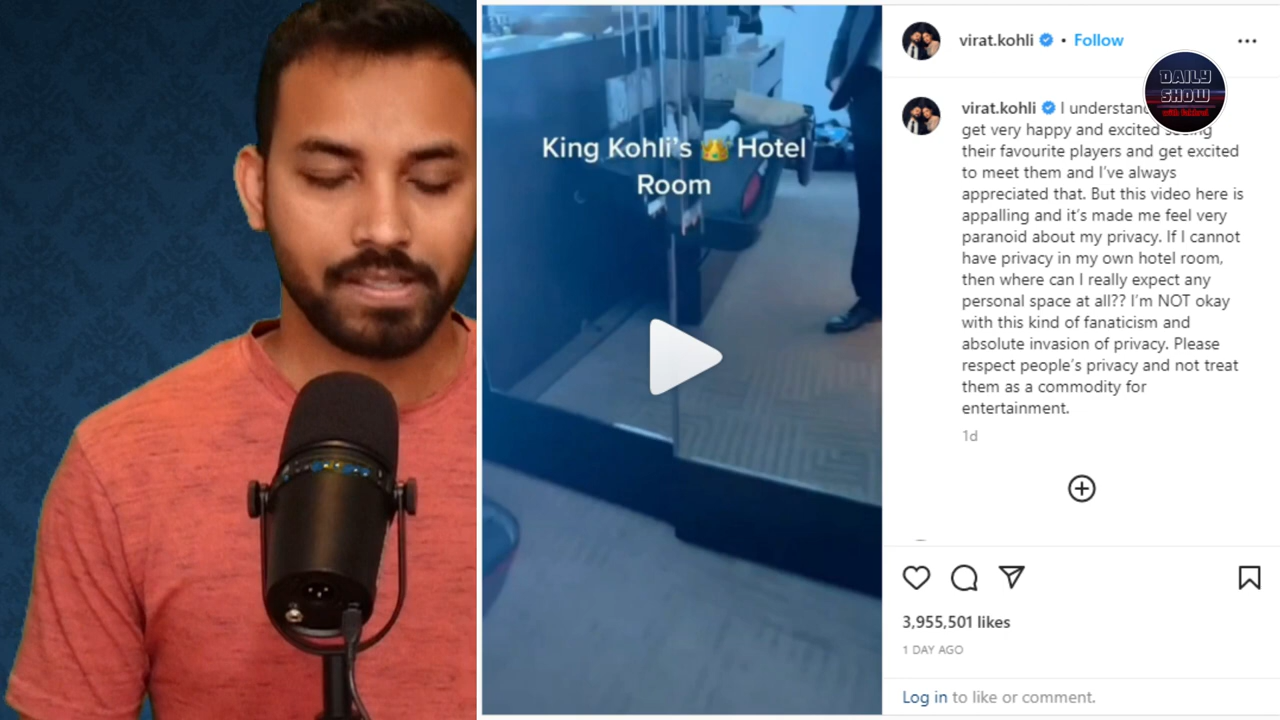 King Kohli's 👑 Hotel
Room
virat.kohli • Follow
DAILY
SHOW
virat.kohli I understand
get very happy and excited seeing
their favourite players and get excited
to meet them and I've always
appreciated that. But this video here is
appalling and it's made me feel very
paranoid about my privacy. If I cannot
have privacy in my own hotel room,
then where can I really expect any
personal space at all?? I'm NOT okay
with this kind of fanaticism and
absolute invasion of privacy. Please
respect people's privacy and not treat
them as a commodity for
entertainment.
1d
3,955,501 likes
1 DAY AGO
Log in to like or comment.